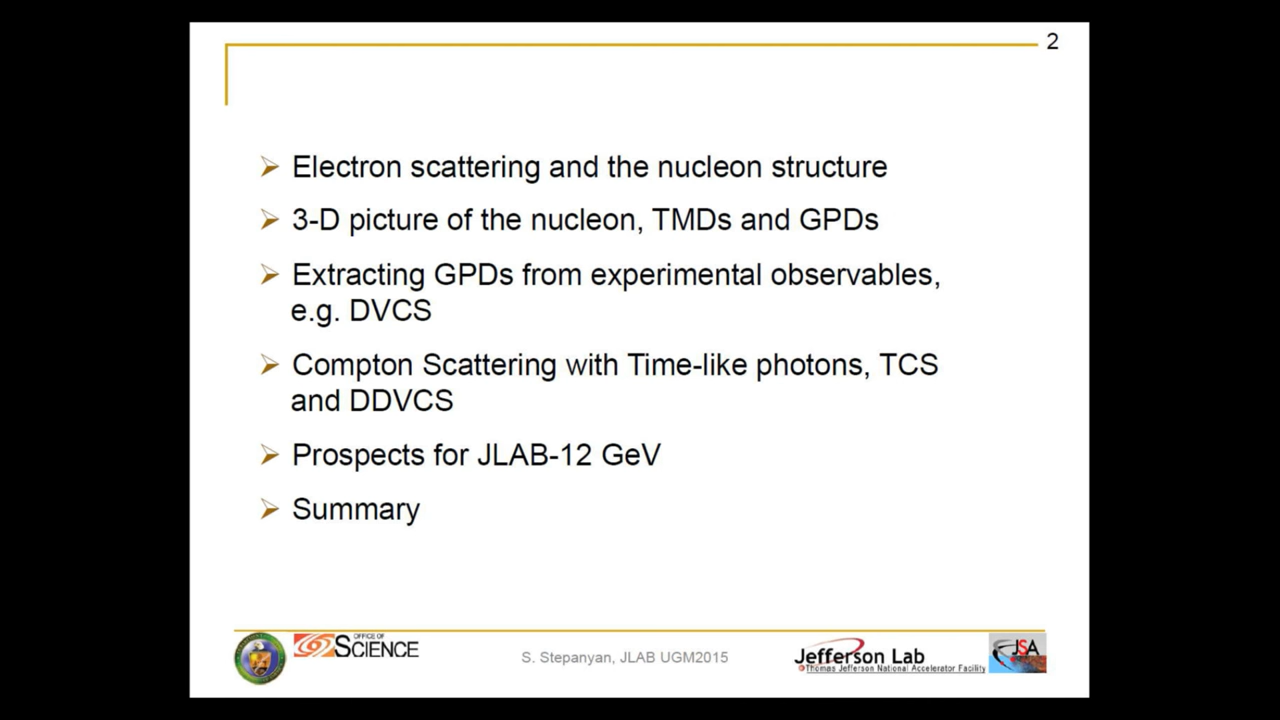 2
Electron scattering and the nucleon structure
3-D picture of the nucleon, TMDs and GPDs
Extracting GPDs from experimental observables,
e.g. DVCS
Compton Scattering with Time-like photons, TCS
and DDVCS
Prospects for JLAB-12 GeV
Summary
OFFICE OF
SCIENCE
S. Stepanyan, JLAB UGM2015
Jefferson Lab
Thomas Jefferson National Accelerator Facility
JSA